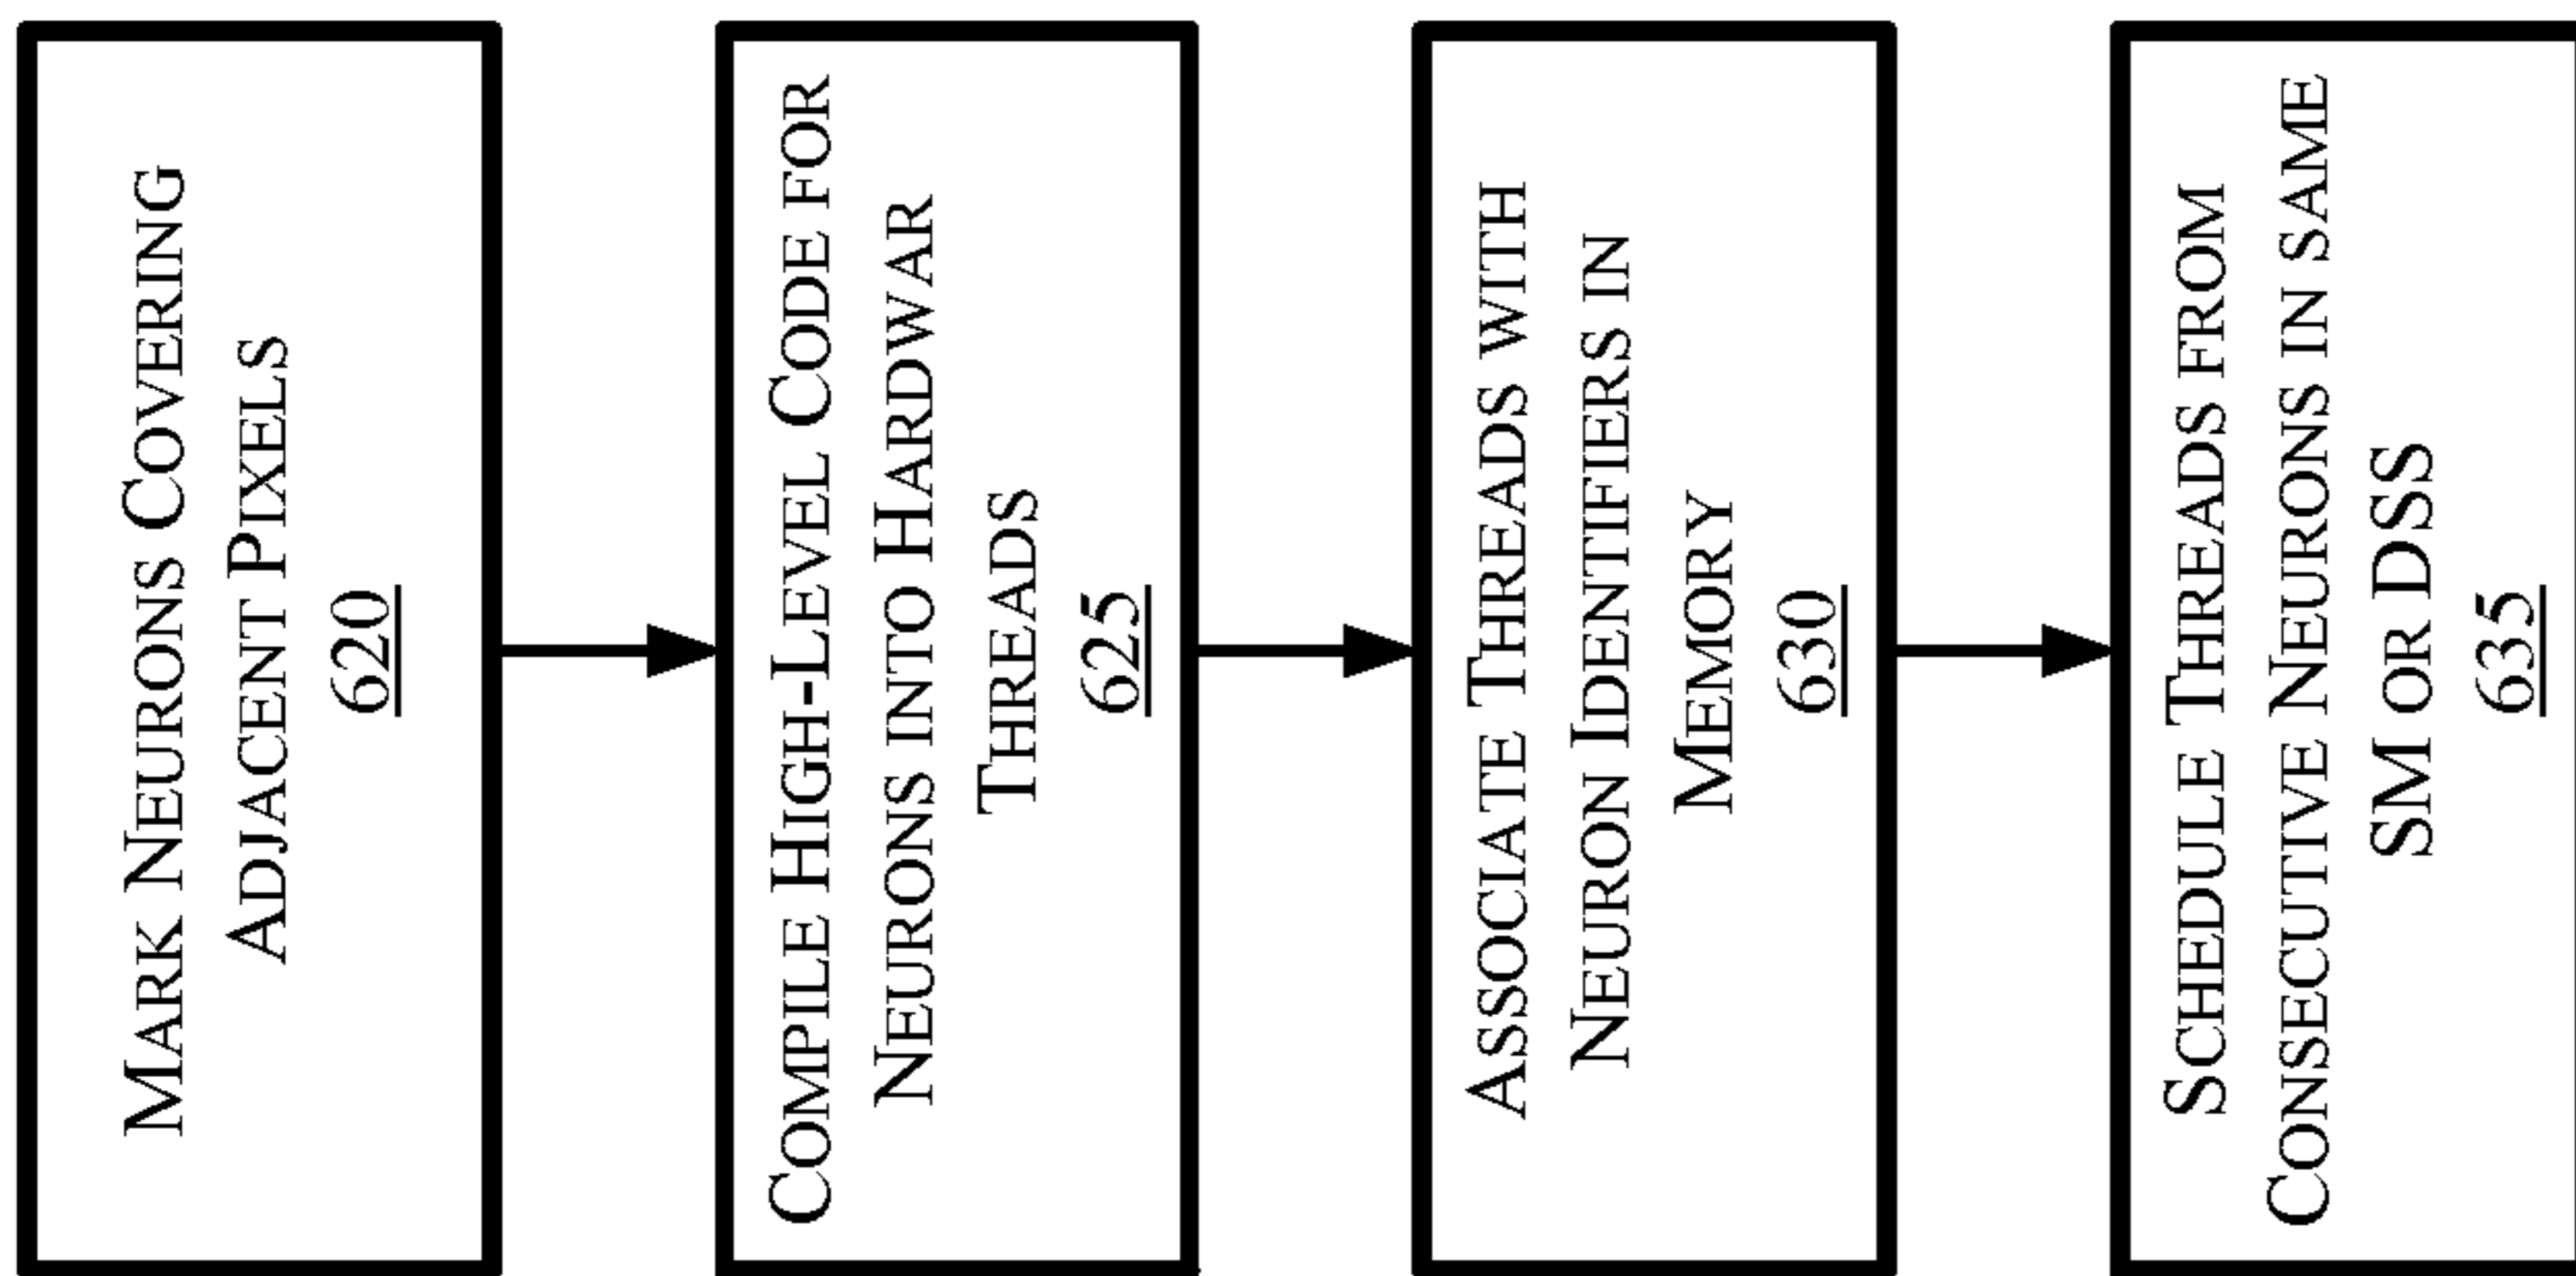 MARK NEURONS COVERING
ADJACENT PIXELS
620
COMPILE HIGH-LEVEL CODE FOR
NEURONS INTO HARDWAR
THREADS
625
ASSOCIATE THREADS WITH
NEURON IDENTIFIERS IN
MEMORY
630
SCHEDULE THREADS FROM
CONSECUTIVE NEURONS IN SAME
SM OR DSS
635